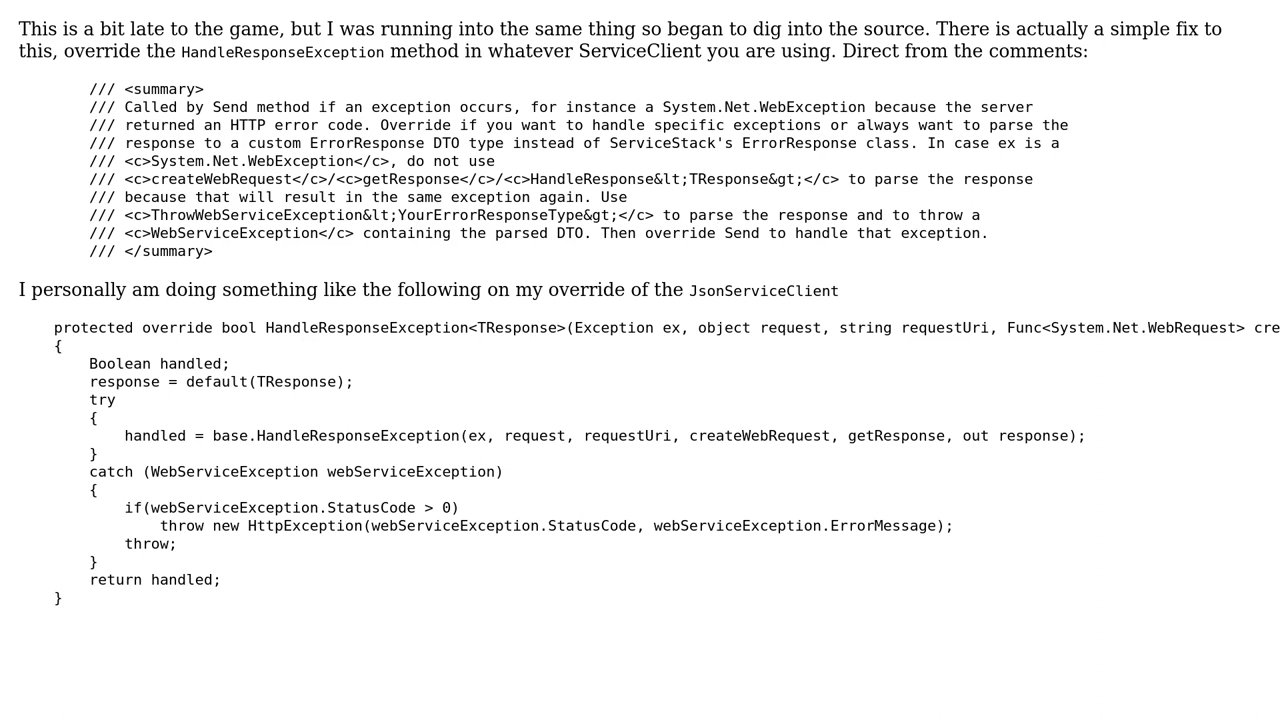 This is a bit late to the game, but I was running into the same thing so began to dig into the source. There is actually a simple fix to
this, override the HandleResponseException method in whatever ServiceClient you are using. Direct from the comments:
/// <summary>
/// Called by Send method if an exception occurs, for instance a System.Net.WebException because the server
/// returned an HTTP error code. Override if you want to handle specific exceptions or always want to parse the
/// response to a custom ErrorResponse DTO type instead of ServiceStack's ErrorResponse class. In case ex is a
/// <c>System.Net.WebException</c>, do not use
/// <c>createWebRequest</c>/<c>getResponse</c>/<c>HandleResponse&lt;TResponse&gt;</c> to parse the response
/// because that will result in the same exception again. Use
/// <c>ThrowWebServiceException&lt;YourErrorResponseType&gt;</c> to parse the response and to throw a
/// <c>WebServiceException</c> containing the parsed DTO. Then override Send to handle that exception.
/// </summary>
I personally am doing something like the following on my override of the JsonServiceClient
protected override bool HandleResponseException<TResponse>(Exception ex, object request, string requestUri, Func<System.Net.WebRequest> cre
{
Boolean handled;
response = default(TResponse);
try
{
handled = base.HandleResponseException(ex, request, requestUri, createWebRequest, getResponse, out response);
}
catch (WebServiceException webServiceException)
{
if(webServiceException.StatusCode > 0)
throw new HttpException(webServiceException.StatusCode, webServiceException.ErrorMessage);
throw;
}
return handled;
}